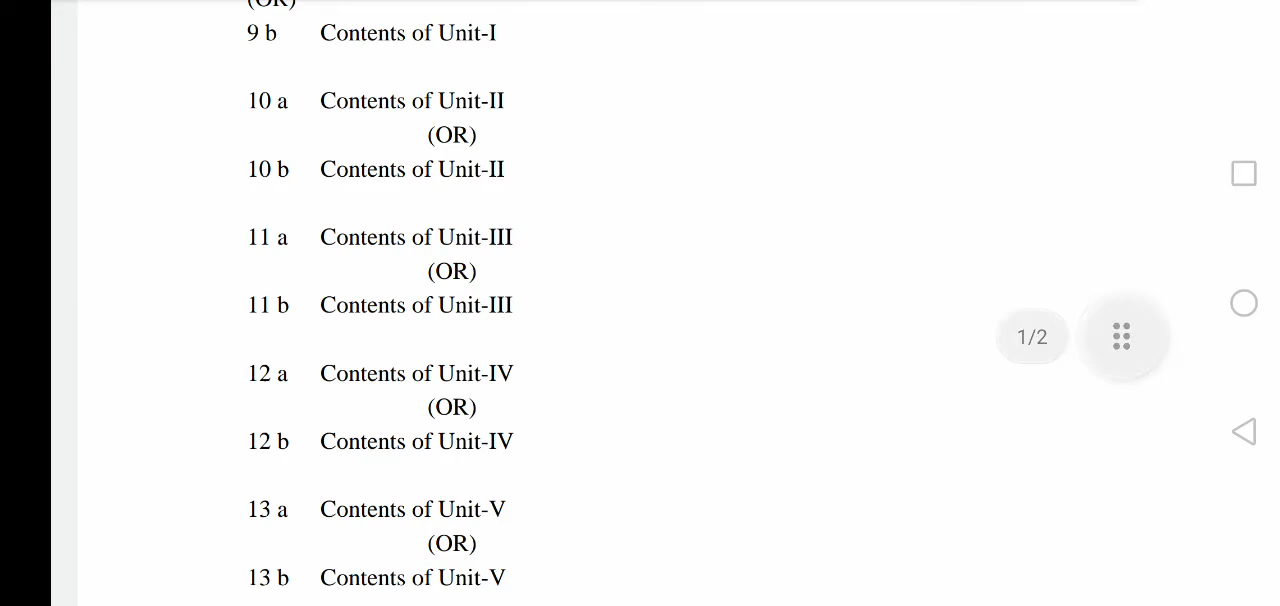 (OR)
9 b Contents of Unit-I
10 a Contents of Unit-II
(OR)
10 b Contents of Unit-II
11 a Contents of Unit-III
(OR)
11 b Contents of Unit-III
12 a Contents of Unit-IV
(OR)
12 b Contents of Unit-IV
13 a Contents of Unit-V
(OR)
13 b Contents of Unit-V
1/2